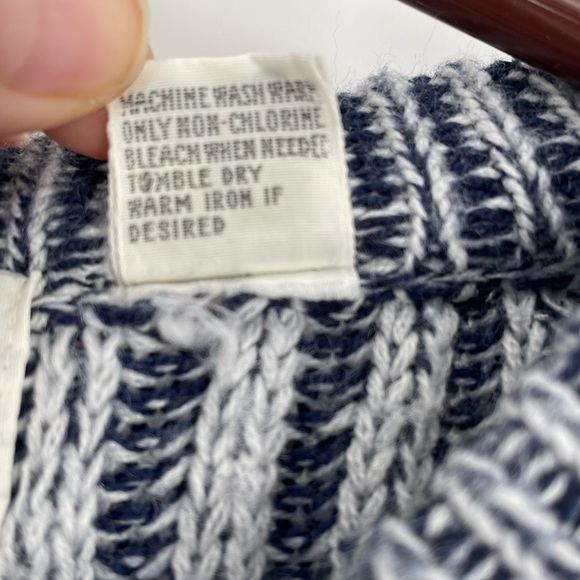 MACHINE WASH WARM
ONLY NON-CHLORINE
BLEACH WHEN NEEDED
TUMBLE DRY
WARM IRON IF
DESIRED